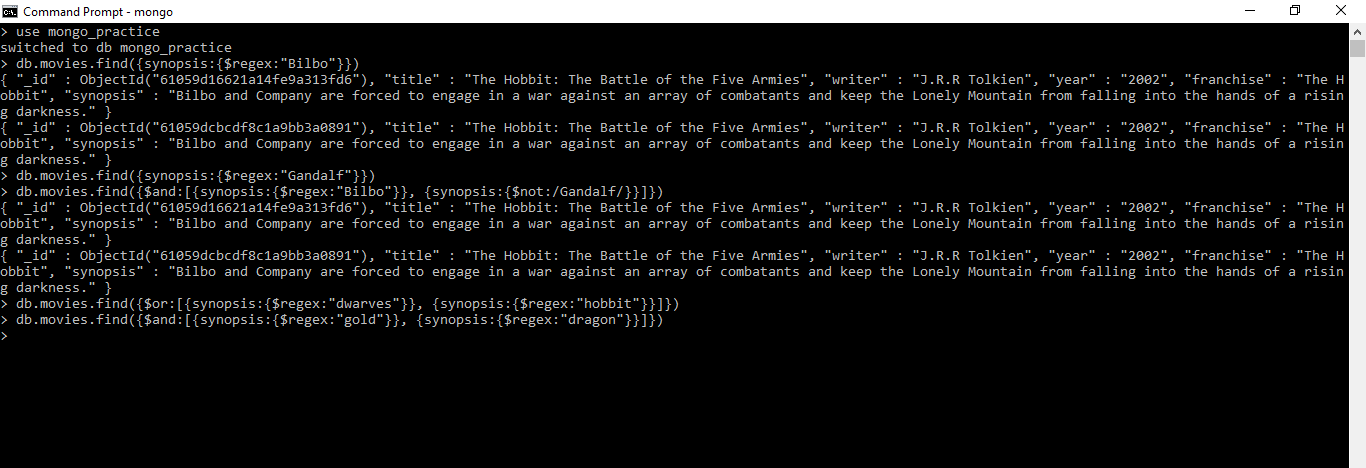 Command Prompt - mongo
> use mongo_practice
switched to db mongo_practice
> db.movies.find({synopsis:{$regex:"Bilbo"}})
{ "_id" : ObjectId("61059d16621a14fe9a313fd6"), "title" : "The Hobbit: The Battle of the Five Armies", "writer" : "J.R.R Tolkien", "year" : "2002", "franchise" : "The H
obbit", "synopsis" : "Bilbo and Company are forced to engage in a war against an array of combatants and keep the Lonely Mountain from falling into the hands of a risin
g darkness." }
{ "_id" : ObjectId("61059dcbcdf8c1a9bb3a0891"), "title" : "The Hobbit: The Battle of the Five Armies", "writer" : "J.R.R Tolkien", "year" : "2002", "franchise" : "The H
obbit", "synopsis" : "Bilbo and Company are forced to engage in a war against an array of combatants and keep the Lonely Mountain from falling into the hands of a risin
g darkness." }
> db.movies.find({synopsis:{$regex:"Gandalf"}})
> db.movies.find({$and:[{synopsis:{$regex:"Bilbo"}}, {synopsis:{$not:/Gandalf/}}]})
{ "_id" : ObjectId("61059d16621a14fe9a313fd6"), "title" : "The Hobbit: The Battle of the Five Armies", "writer" : "J.R.R Tolkien", "year" : "2002", "franchise" : "The H
obbit", "synopsis" : "Bilbo and Company are forced to engage in a war against an array of combatants and keep the Lonely Mountain from falling into the hands of a risin
g darkness." }
{ "_id" : ObjectId("61059dcbcdf8c1a9bb3a0891"), "title" : "The Hobbit: The Battle of the Five Armies", "writer" : "J.R.R Tolkien", "year" : "2002", "franchise" : "The H
obbit", "synopsis" : "Bilbo and Company are forced to engage in a war against an array of combatants and keep the Lonely Mountain from falling into the hands of a risin
g darkness." }
> db.movies.find({$or:[{synopsis:{$regex:"dwarves"}}, {synopsis:{$regex:"hobbit"}}]})
> db.movies.find({$and:[{synopsis:{$regex:"gold"}}, {synopsis:{$regex:"dragon"}}]})
>